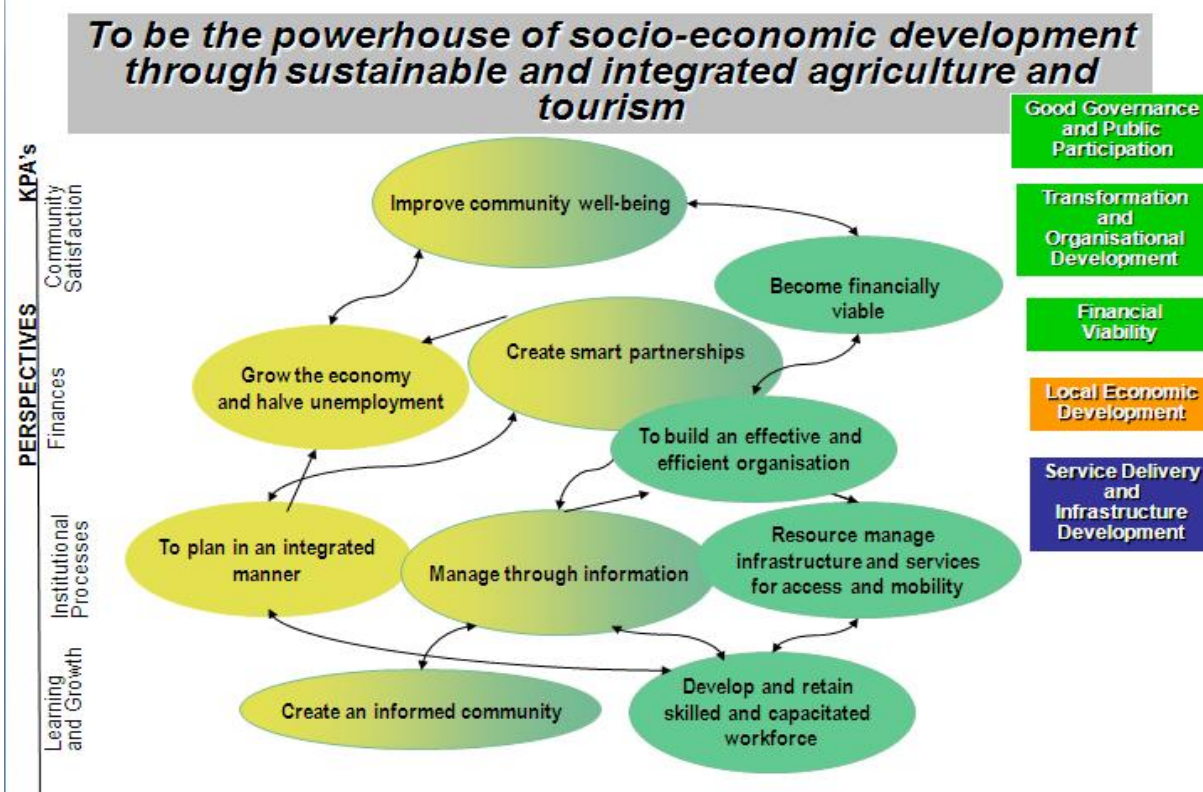 To be the powerhouse of socio-economic development
through sustainable and integrated agriculture and
tourism
KPA's
PERSPECTIVES
Community
Satisfaction
Finances
Institutional
Processes
Learning
and Growth
Improve community well-being
Become financially
viable
Create smart partnerships
Grow the economy
and halve unemployment
To build an effective and
efficient organisation
To plan in an integrated
manner
Manage through information
Resource manage
infrastructure and services
for access and mobility
Create an informed community
Develop and retain
skilled and capacitated
workforce
Good Governance
and Public
Participation
Transformation
and
Organisational
Development
Financial
Viability
Local Economic
Development
Service Delivery
and
Infrastructure
Development